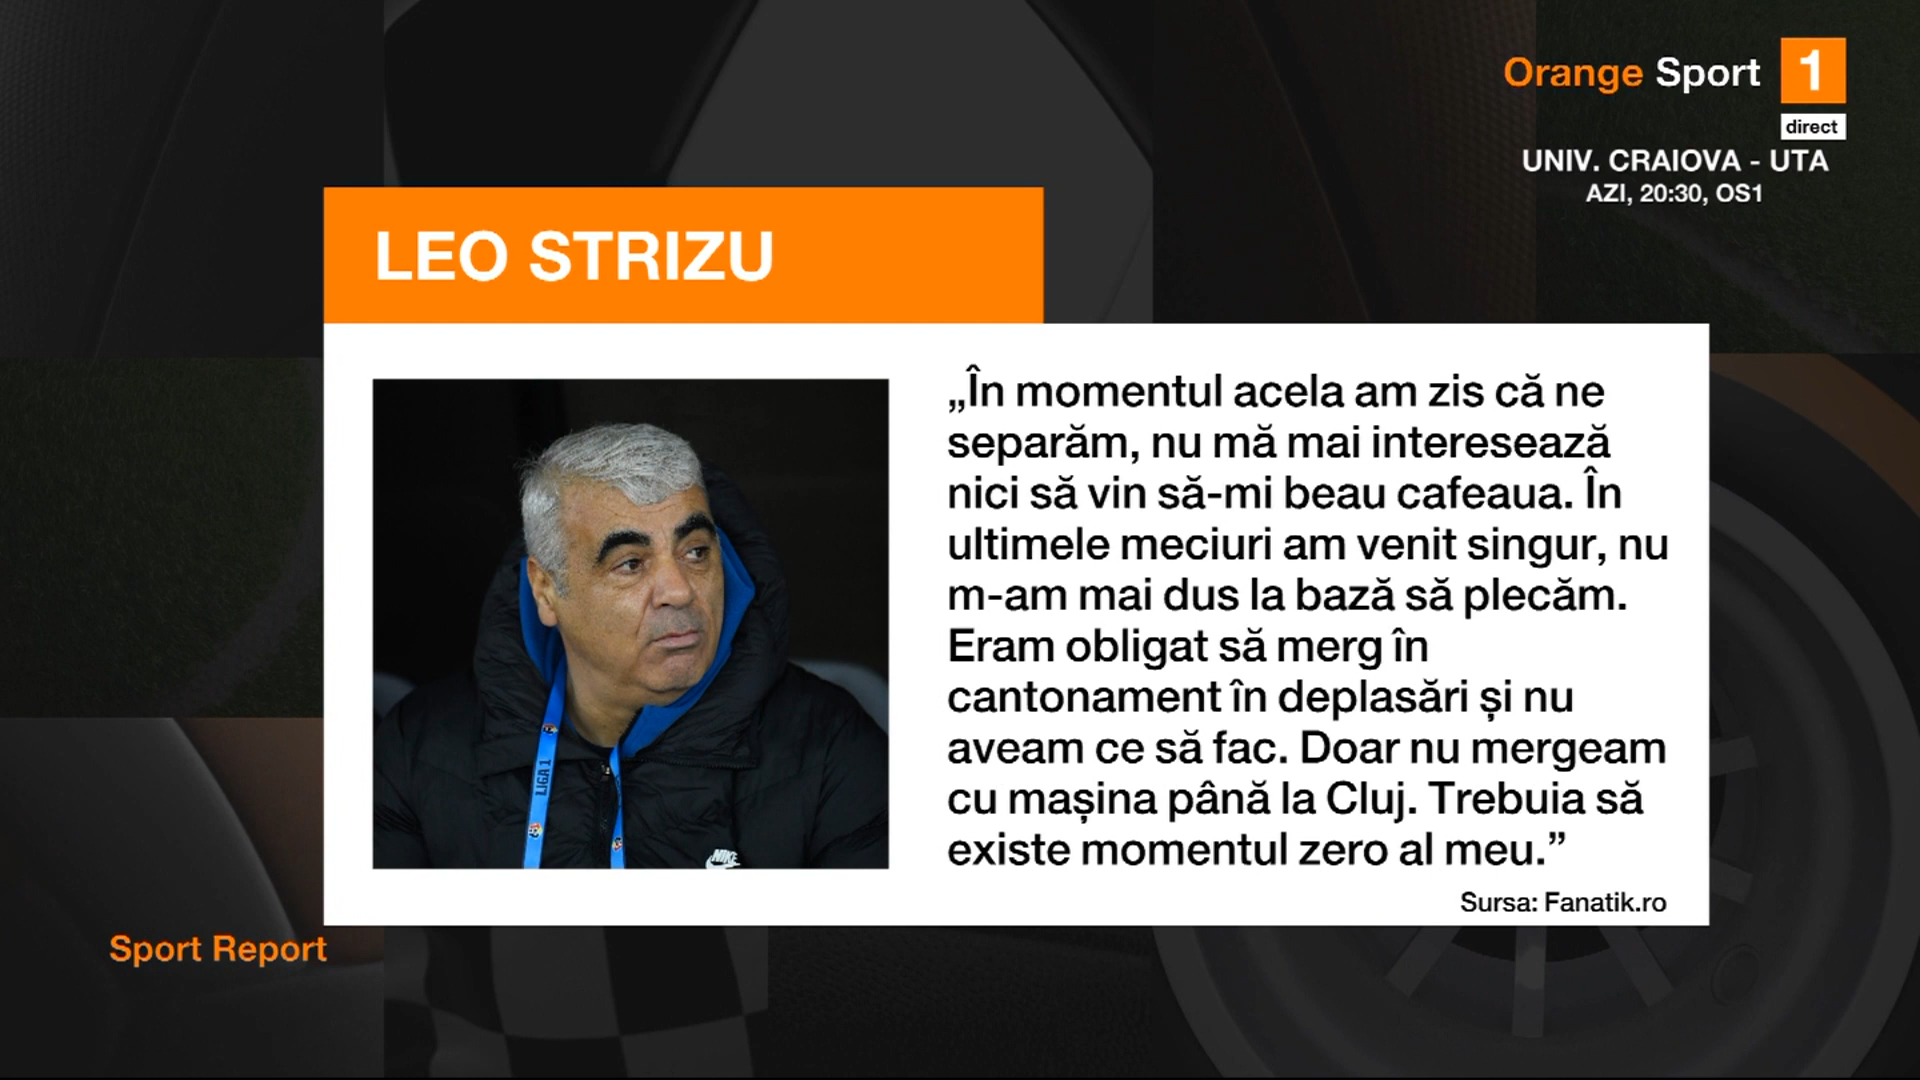 Orange Sport 1
direct
UNIV. CRAIOVA - UTA
AZI, 20:30, OS1
LEO STRIZU
„În momentul acela am zis că ne
separăm, nu mă mai interesează
nici să vin să-mi beau cafeaua. În
ultimele meciuri am venit singur, nu
m-am mai dus la bază să plecăm.
Eram obligat să merg în
cantonament în deplasări și nu
aveam ce să fac. Doar nu mergeam
cu mașina până la Cluj. Trebuia să
existe momentul zero al meu.”
Sursa: Fanatik.ro
LIGA 1
NIKE
Sport Report